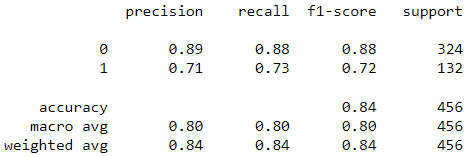 precision recall f1-score support
0 0.89 0.88 0.88 324
1 0.71 0.73 0.72 132
accuracy 0.84 456
macro avg 0.80 0.80 0.80 456
weighted avg 0.84 0.84 0.84 456